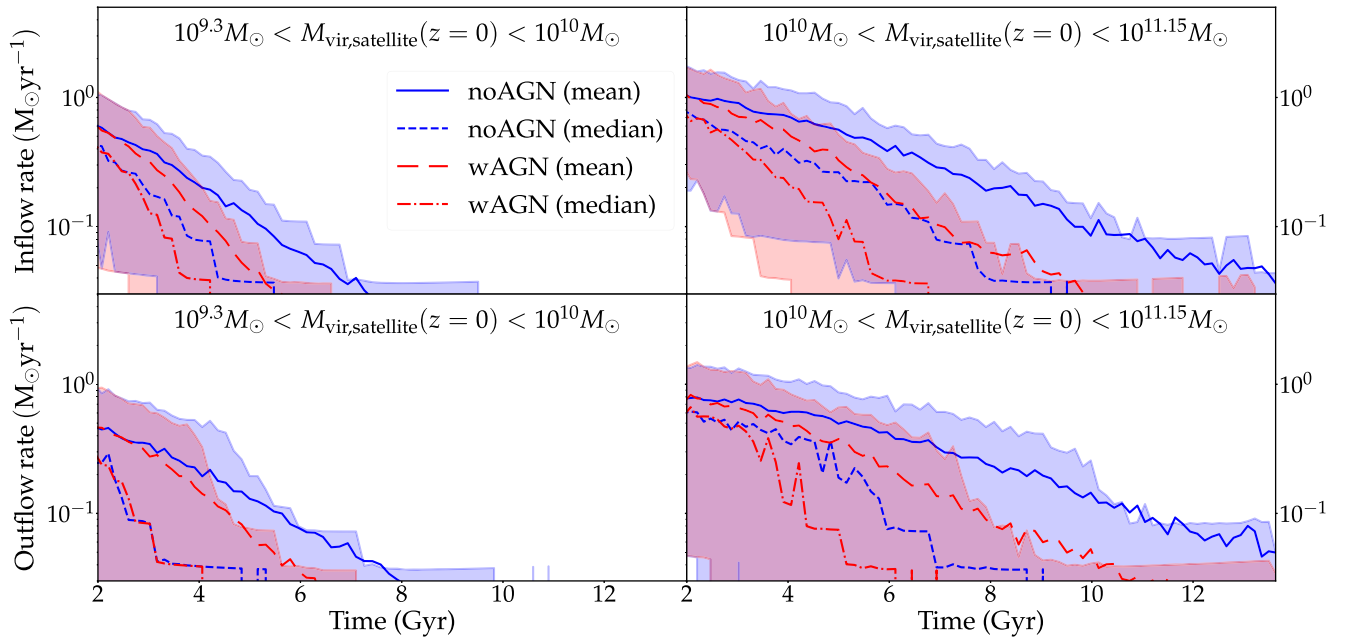 10^{9.3}M_⊙ < M_{vir,satellite}(z = 0) < 10^{10}M_⊙
10^{10}M_⊙ < M_{vir,satellite}(z = 0) < 10^{11.15}M_⊙
Inflow rate (M_⊙yr^{−1})
10^0
10^{−1}
noAGN (mean)
noAGN (median)
wAGN (mean)
wAGN (median)
10^0
10^{−1}
10^{9.3}M_⊙ < M_{vir,satellite}(z = 0) < 10^{10}M_⊙
10^{10}M_⊙ < M_{vir,satellite}(z = 0) < 10^{11.15}M_⊙
Outflow rate (M_⊙yr^{−1})
10^0
10^{−1}
10^0
10^{−1}
2 4 6 8 10 12
2 4 6 8 10 12
Time (Gyr)
Time (Gyr)